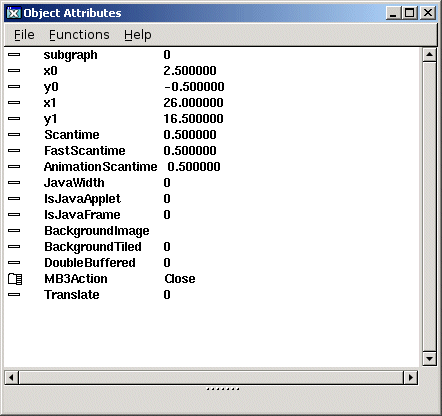 Object Attributes
File Functions Help
subgraph 0
x0 2.500000
y0 -0.500000
x1 26.000000
y1 16.500000
Scantime 0.500000
FastScantime 0.500000
AnimationScantime 0.500000
JavaWidth 0
IsJavaApplet 0
IsJavaFrame 0
BackgroundImage
BackgroundTiled 0
DoubleBuffered 0
MB3Action Close
Translate 0